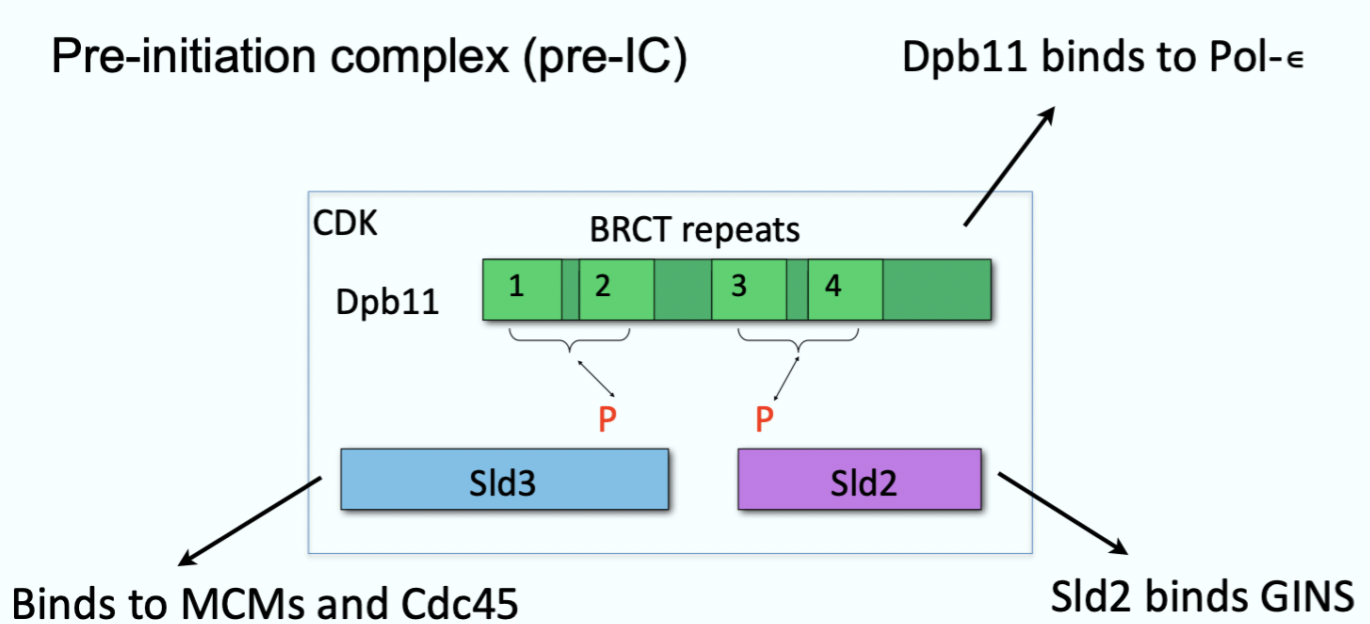 Pre-initiation complex (pre-IC)
Dpb11 binds to Pol-ϵ
CDK
BRCT repeats
Dpb11
1 2 3 4
P P
Sld3 Sld2
Binds to MCMs and Cdc45
Sld2 binds GINS